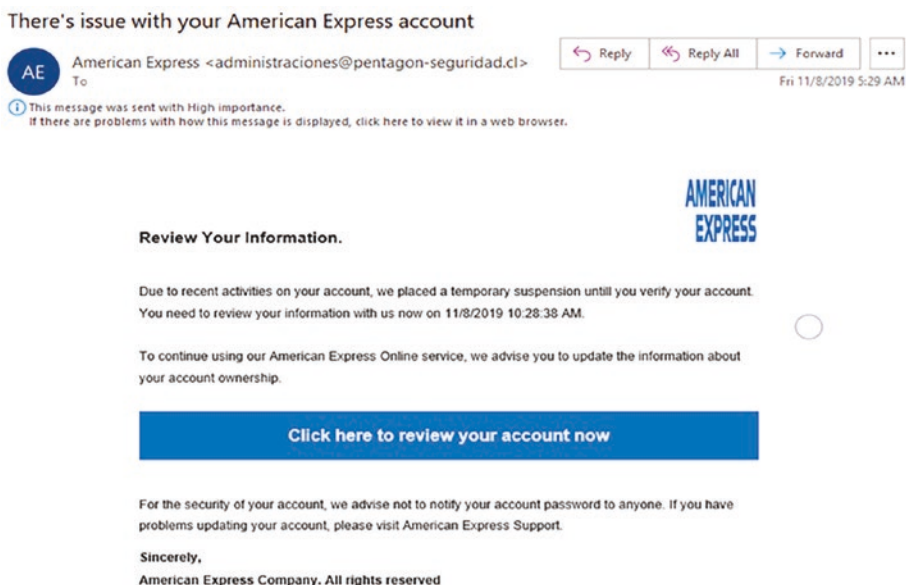 There's issue with your American Express account
AE
American Express <administraciones@pentagon-seguridad.cl>
To
Reply
Reply All
Forward
Fri 11/8/2019 5:29 AM
This message was sent with High importance.
If there are problems with how this message is displayed, click here to view it in a web browser.
AMERICAN
EXPRESS
Review Your Information.
Due to recent activities on your account, we placed a temporary suspension untill you verify your account.
You need to review your information with us now on 11/8/2019 10:28:38 AM.
To continue using our American Express Online service, we advise you to update the information about
your account ownership.
Click here to review your account now
For the security of your account, we advise not to notify your account password to anyone. If you have
problems updating your account, please visit American Express Support.
Sincerely,
American Express Company. All rights reserved